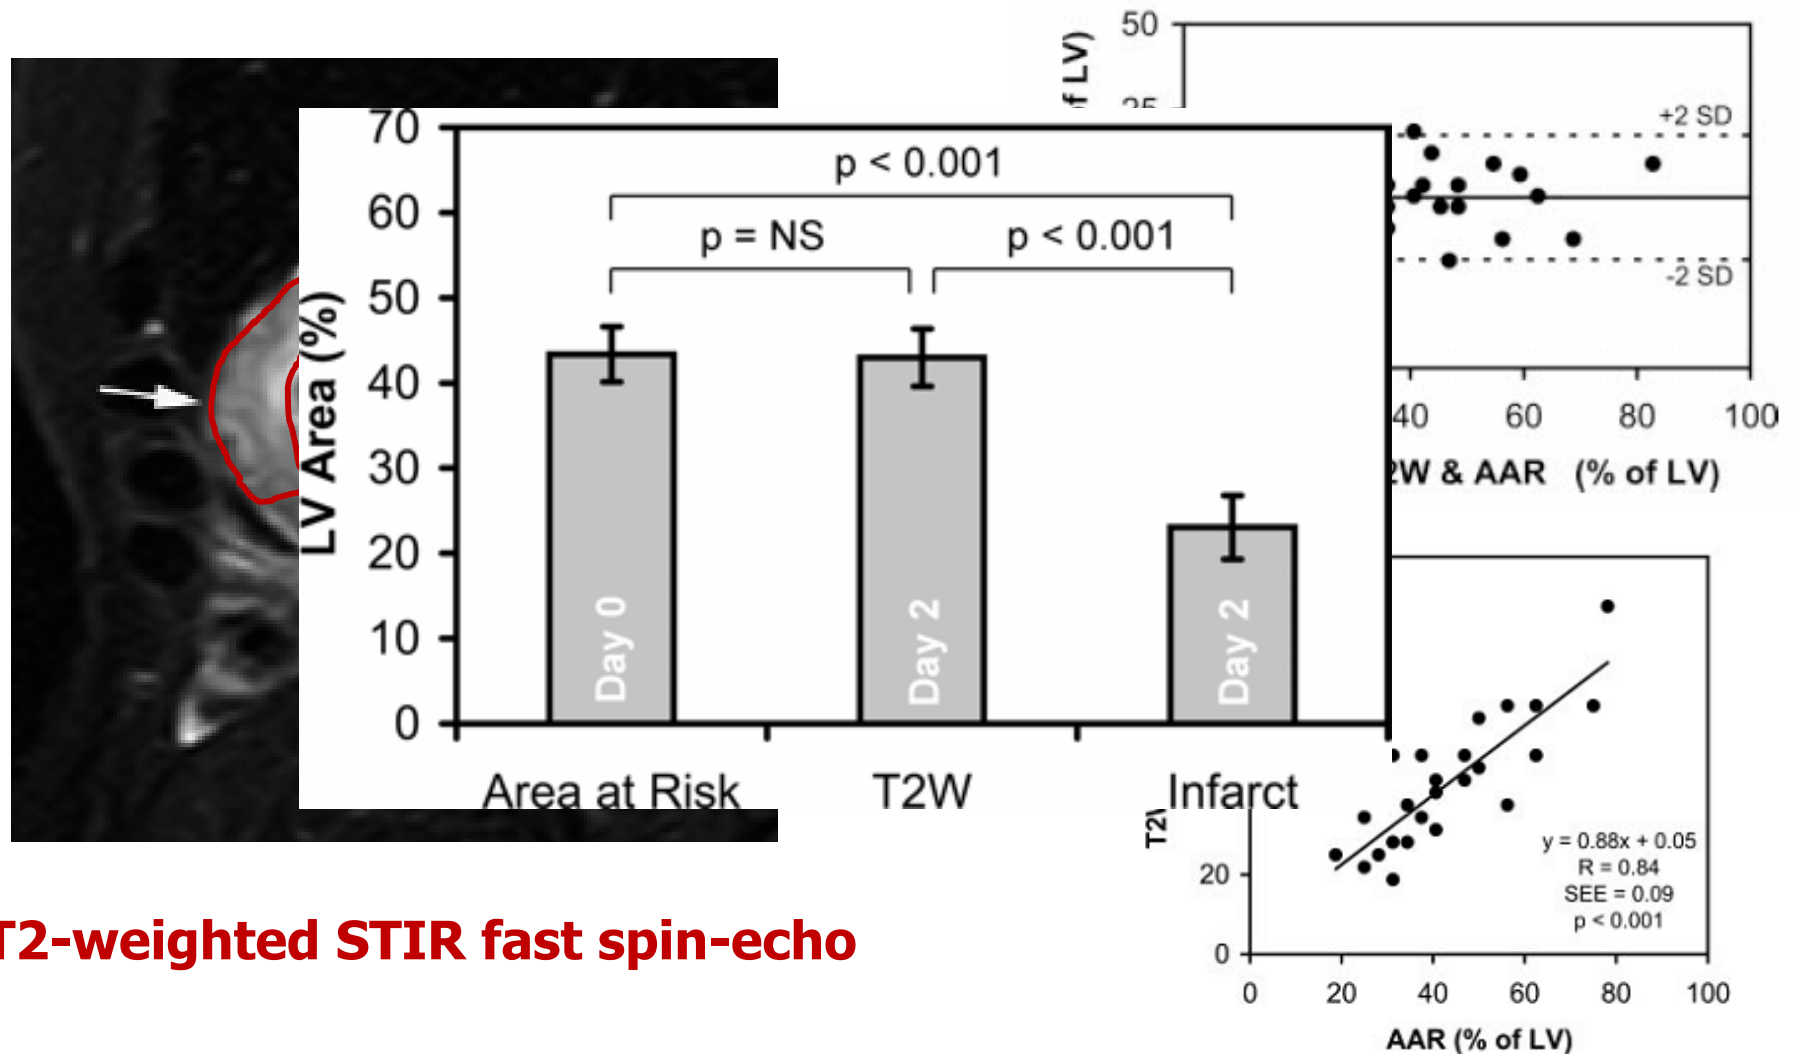 50
of LV)
+2 SD
-2 SD
40 60 80 100
& AAR (% of LV)
70
60
50
40
30
20
10
0
LV Area (%)
p < 0.001
p = NS
p < 0.001
Day 0
Day 2
Day 2
Area at Risk
T2W
Infarct
20
0
y = 0.88x + 0.05
R = 0.84
SEE = 0.09
p < 0.001
0 20 40 60 80 100
AAR (% of LV)
T2-weighted STIR fast spin-echo